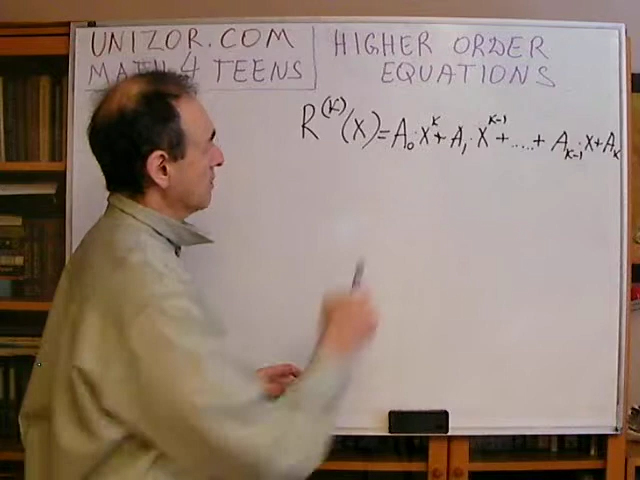 UNIZOR.COM
MATH 4 TEENS
HIGHER ORDER
EQUATIONS
R^(K)(X)=A₀·X^K+A₁·X^(K-1)+.....+A_(K-1)·X+A_K